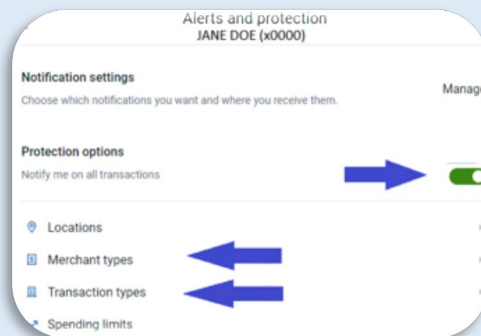 Alerts and protection
JANE DOE (x0000)
Notification settings
Choose which notifications you want and where you receive them.
Manage
Protection options
Notify me on all transactions
Locations
Merchant types
Transaction types
Spending limits